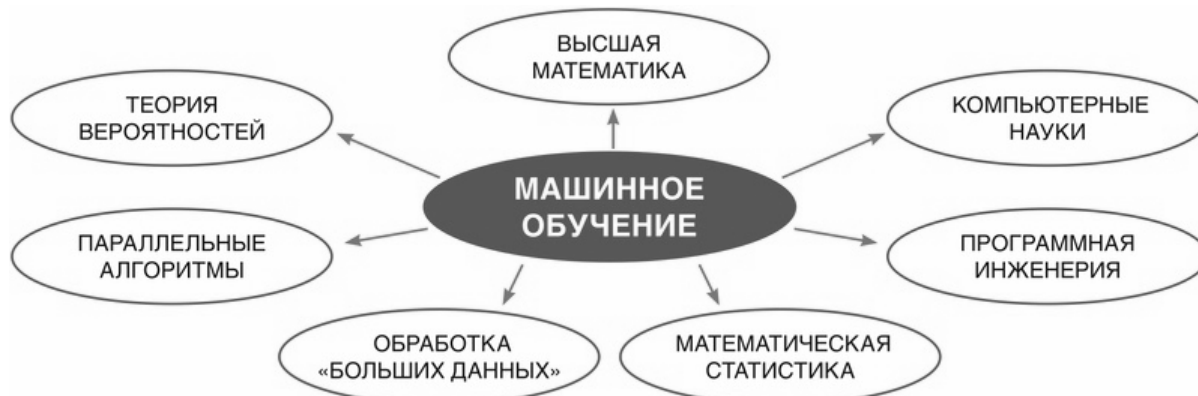 ВЫСШАЯ
МАТЕМАТИКА
ТЕОРИЯ
ВЕРОЯТНОСТЕЙ
КОМПЬЮТЕРНЫЕ
НАУКИ
МАШИННОЕ
ОБУЧЕНИЕ
ПАРАЛЛЕЛЬНЫЕ
АЛГОРИТМЫ
ПРОГРАММНАЯ
ИНЖЕНЕРИЯ
ОБРАБОТКА
«БОЛЬШИХ ДАННЫХ»
МАТЕМАТИЧЕСКАЯ
СТАТИСТИКА